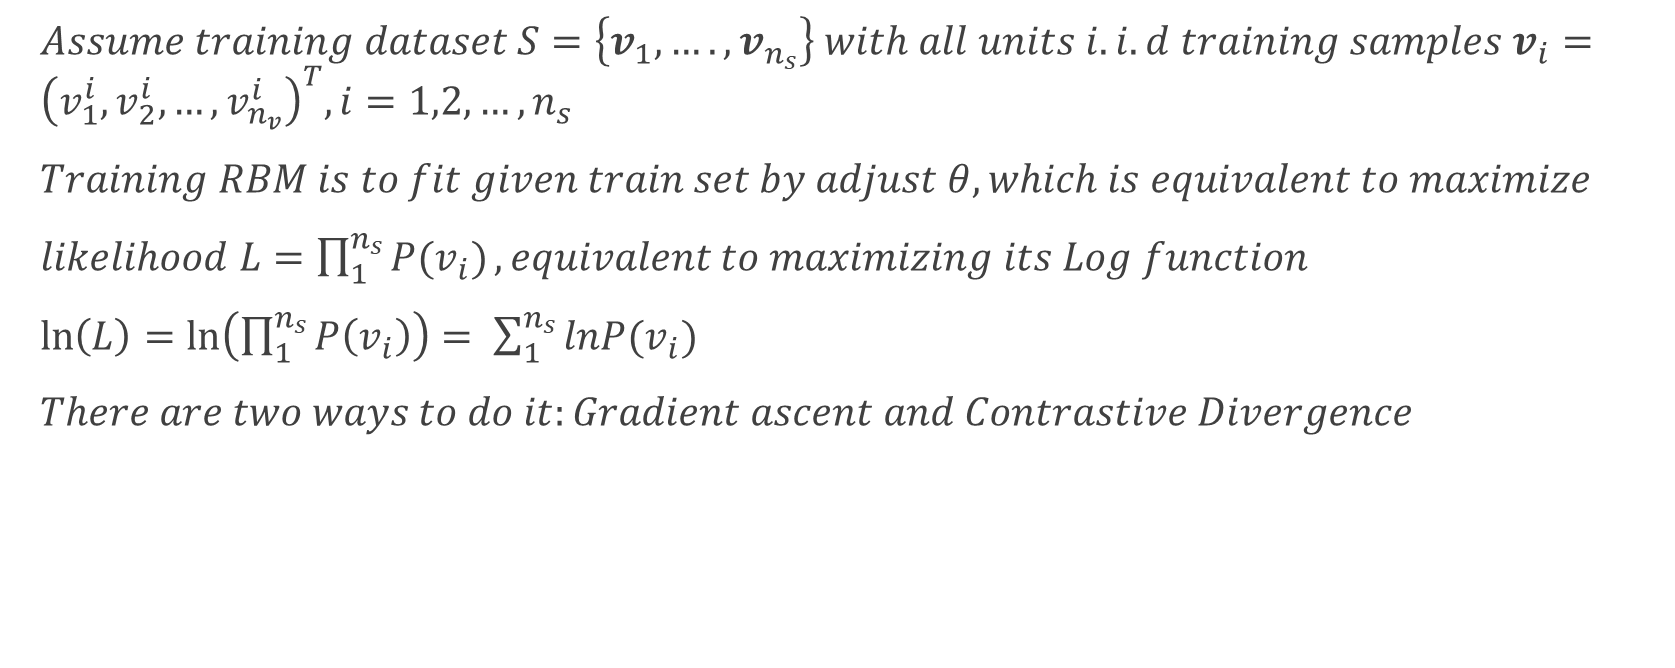 Assume training dataset S = {v₁, … ., vₙₛ} with all units i.i.d training samples vᵢ =
(v₁ⁱ, v₂ⁱ, …, vₙᵥⁱ)ᵀ, i = 1,2, … , nₛ
Training RBM is to fit given train set by adjust θ, which is equivalent to maximize
likelihood L = ∏₁ⁿˢ P(vᵢ), equivalent to maximizing its Log function
ln(L) = ln(∏₁ⁿˢ P(vᵢ)) = ∑₁ⁿˢ lnP(vᵢ)
There are two ways to do it: Gradient ascent and Contrastive Divergence